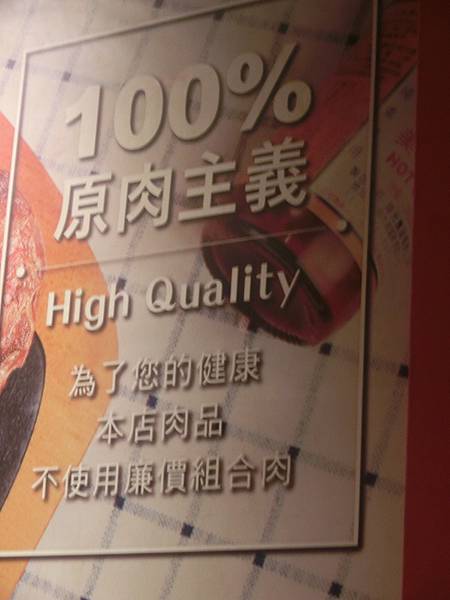 100%
原肉主義
High Quality
為了您的健康
本店肉品
不使用廉價組合肉
HOT